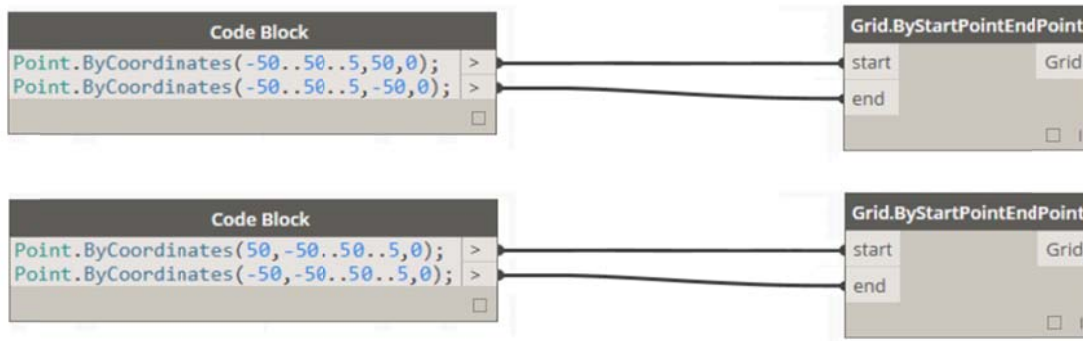 Code Block
Point.ByCoordinates(-50..50..5,50,0); >
Point.ByCoordinates(-50..50..5,-50,0); >
Grid.ByStartPointEndPoint
start Grid
end
Code Block
Point.ByCoordinates(50,-50..50..5,0); >
Point.ByCoordinates(-50,-50..50..5,0); >
Grid.ByStartPointEndPoint
start Grid
end